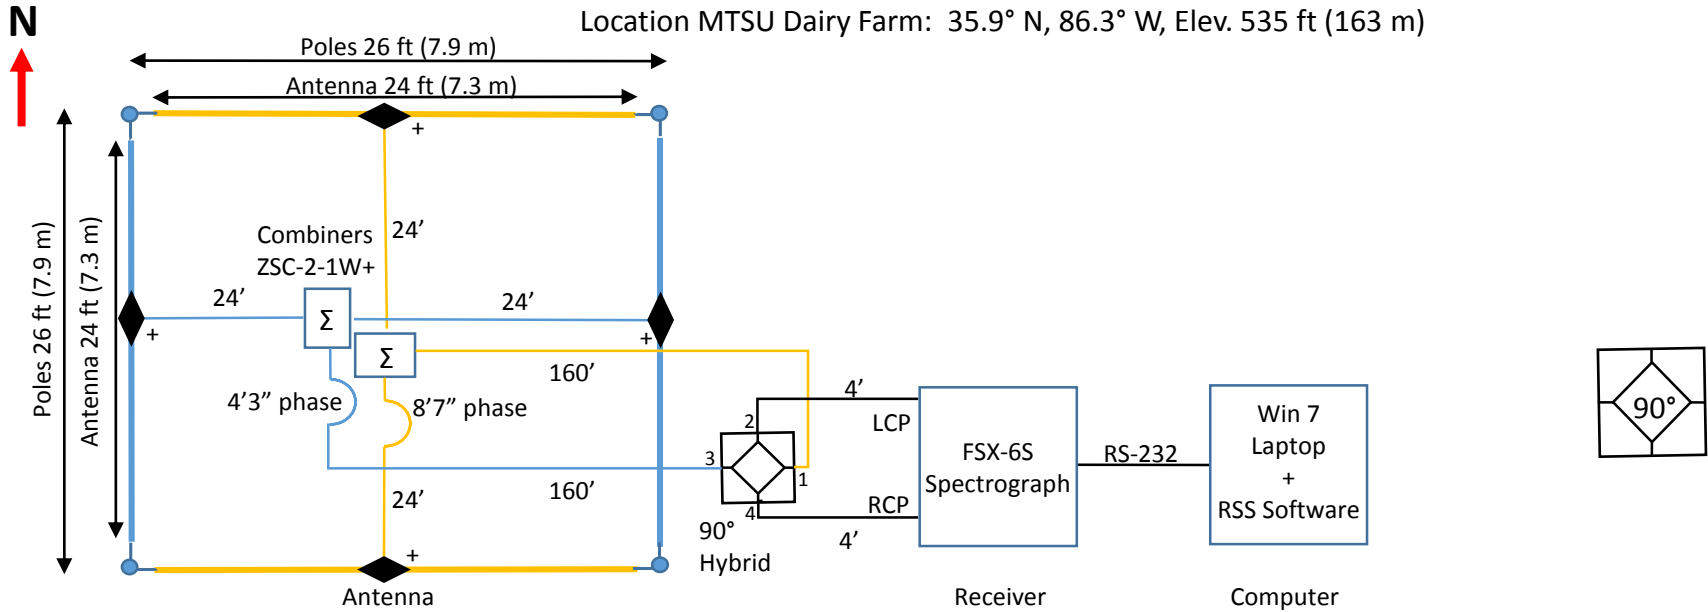 Location MTSU Dairy Farm: 35.9° N, 86.3° W, Elev. 535 ft (163 m)
N
Poles 26 ft (7.9 m)
Antenna 24 ft (7.3 m)
Poles 26 ft (7.9 m)
Antenna 24 ft (7.3 m)
+
24’
Combiners
ZSC-2-1W+
24’
24’
+
+
Σ
Σ
160’
4’3” phase
8’7” phase
160’
24’
+
Antenna
2
3
1
4
90°
Hybrid
4’
LCP
RCP
4’
FSX-6S
Spectrograph
Receiver
RS-232
Win 7
Laptop
+
RSS Software
Computer
90°